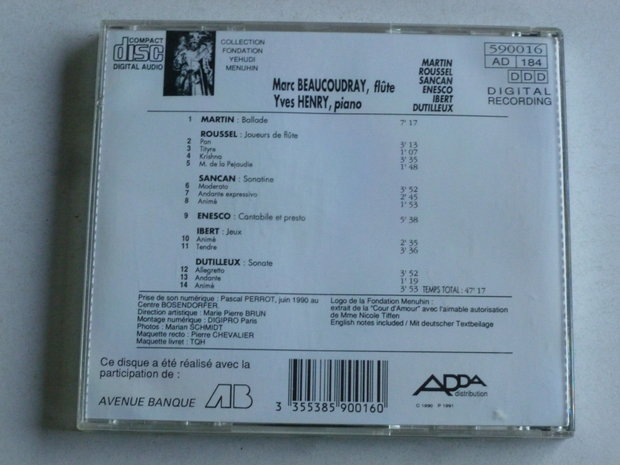 COMPACT
disc
DIGITAL AUDIO
COLLECTION
FONDATION
YEHUDI
MENUHIN
Marc BEAUCOUDRAY, flûte
Yves HENRY, piano
MARTIN
ROUSSEL
SANCAN
ENESCO
IBERT
DUTILLEUX
590016
AD 184
DDD
DIGITAL
RECORDING
1 MARTIN : Ballade 7' 17
ROUSSEL : Joueurs de flûte
2 Pan 3' 13
3 Tityre 1' 07
4 Krishna 3' 35
5 M. de la Pejaudie 1' 48
SANCAN : Sonatine
6 Moderato 3' 52
7 Andante expressivo 2' 45
8 Animé 1' 53
9 ENESCO : Cantabile et presto 5' 38
IBERT : Jeux
10 Animé 2' 35
11 Tendre 3' 36
DUTILLEUX : Sonate
12 Allegretto 3' 52
13 Andante 1' 19
14 Animé 3' 53 TEMPS TOTAL : 47' 17
Prise de son numérique : Pascal PERROT, juin 1990 au
Centre BOSENDORFER.
Direction artistique : Marie Pierre BRUN
Montage numérique : DIGIPRO Paris
Photos : Marian SCHMIDT
Maquette recto : Pierre CHEVALIER
Maquette livret : TQH
Logo de la Fondation Menuhin :
extrait de la "Cour d'Amour" avec l'aimable autorisation
de Mme Nicole Tiffen
English notes included / Mit deutscher Textbeilage
Ce disque a été réalisé avec la
participation de :
AVENUE BANQUE AB
3 355385 900160
ADDA
distribution
C 1990 P 1991